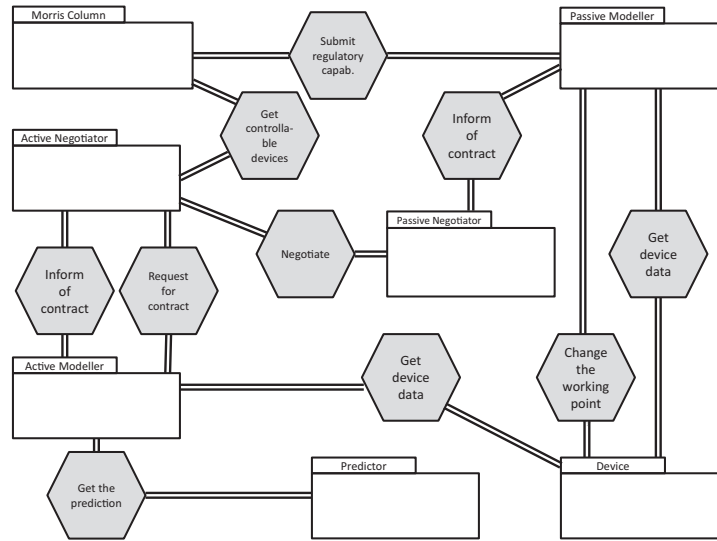 Morris Column
Passive Modeller
Submit
regulatory
capab.
Get
controlla-
ble
devices
Inform
of
contract
Active Negotiator
Passive Negotiator
Negotiate
Get
device
data
Inform
of
contract
Request
for
contract
Active Modeller
Get
device
data
Change
the
working
point
Predictor
Device
Get the
prediction